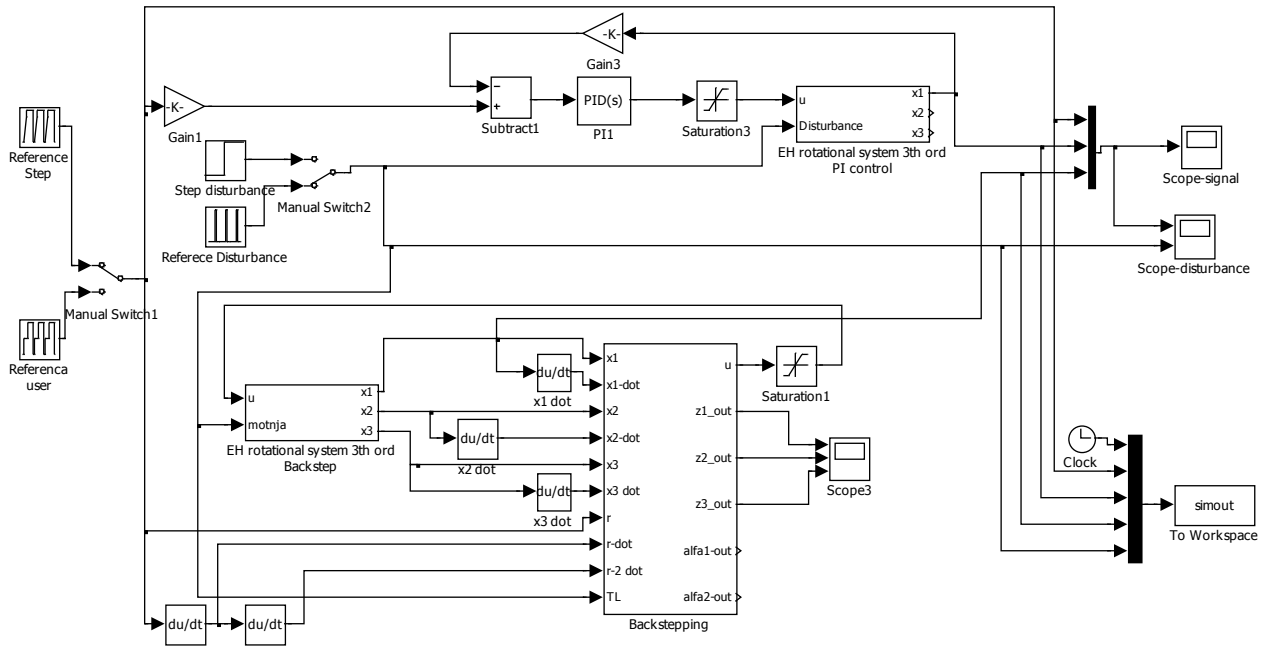 -K-
Gain3
Reference
Step
-K-
Gain1
−
+
Subtract1
PID(s)
PI1
Saturation3
u
Disturbance
x1
x2
x3
EH rotational system 3th ord
PI control
Scope-signal
Step disturbance
Manual Switch2
Referece Disturbance
Scope-disturbance
Manual Switch1
Referenca
user
u
motnja
x1
x2
x3
EH rotational system 3th ord
Backstep
du/dt
x1 dot
du/dt
x2 dot
du/dt
x3 dot
x1
x1-dot
x2
x2-dot
x3
x3 dot
r
r-dot
r-2 dot
TL
u
z1_out
z2_out
z3_out
alfa1-out
alfa2-out
Backstepping
Saturation1
Scope3
Clock
simout
To Workspace
du/dt
du/dt